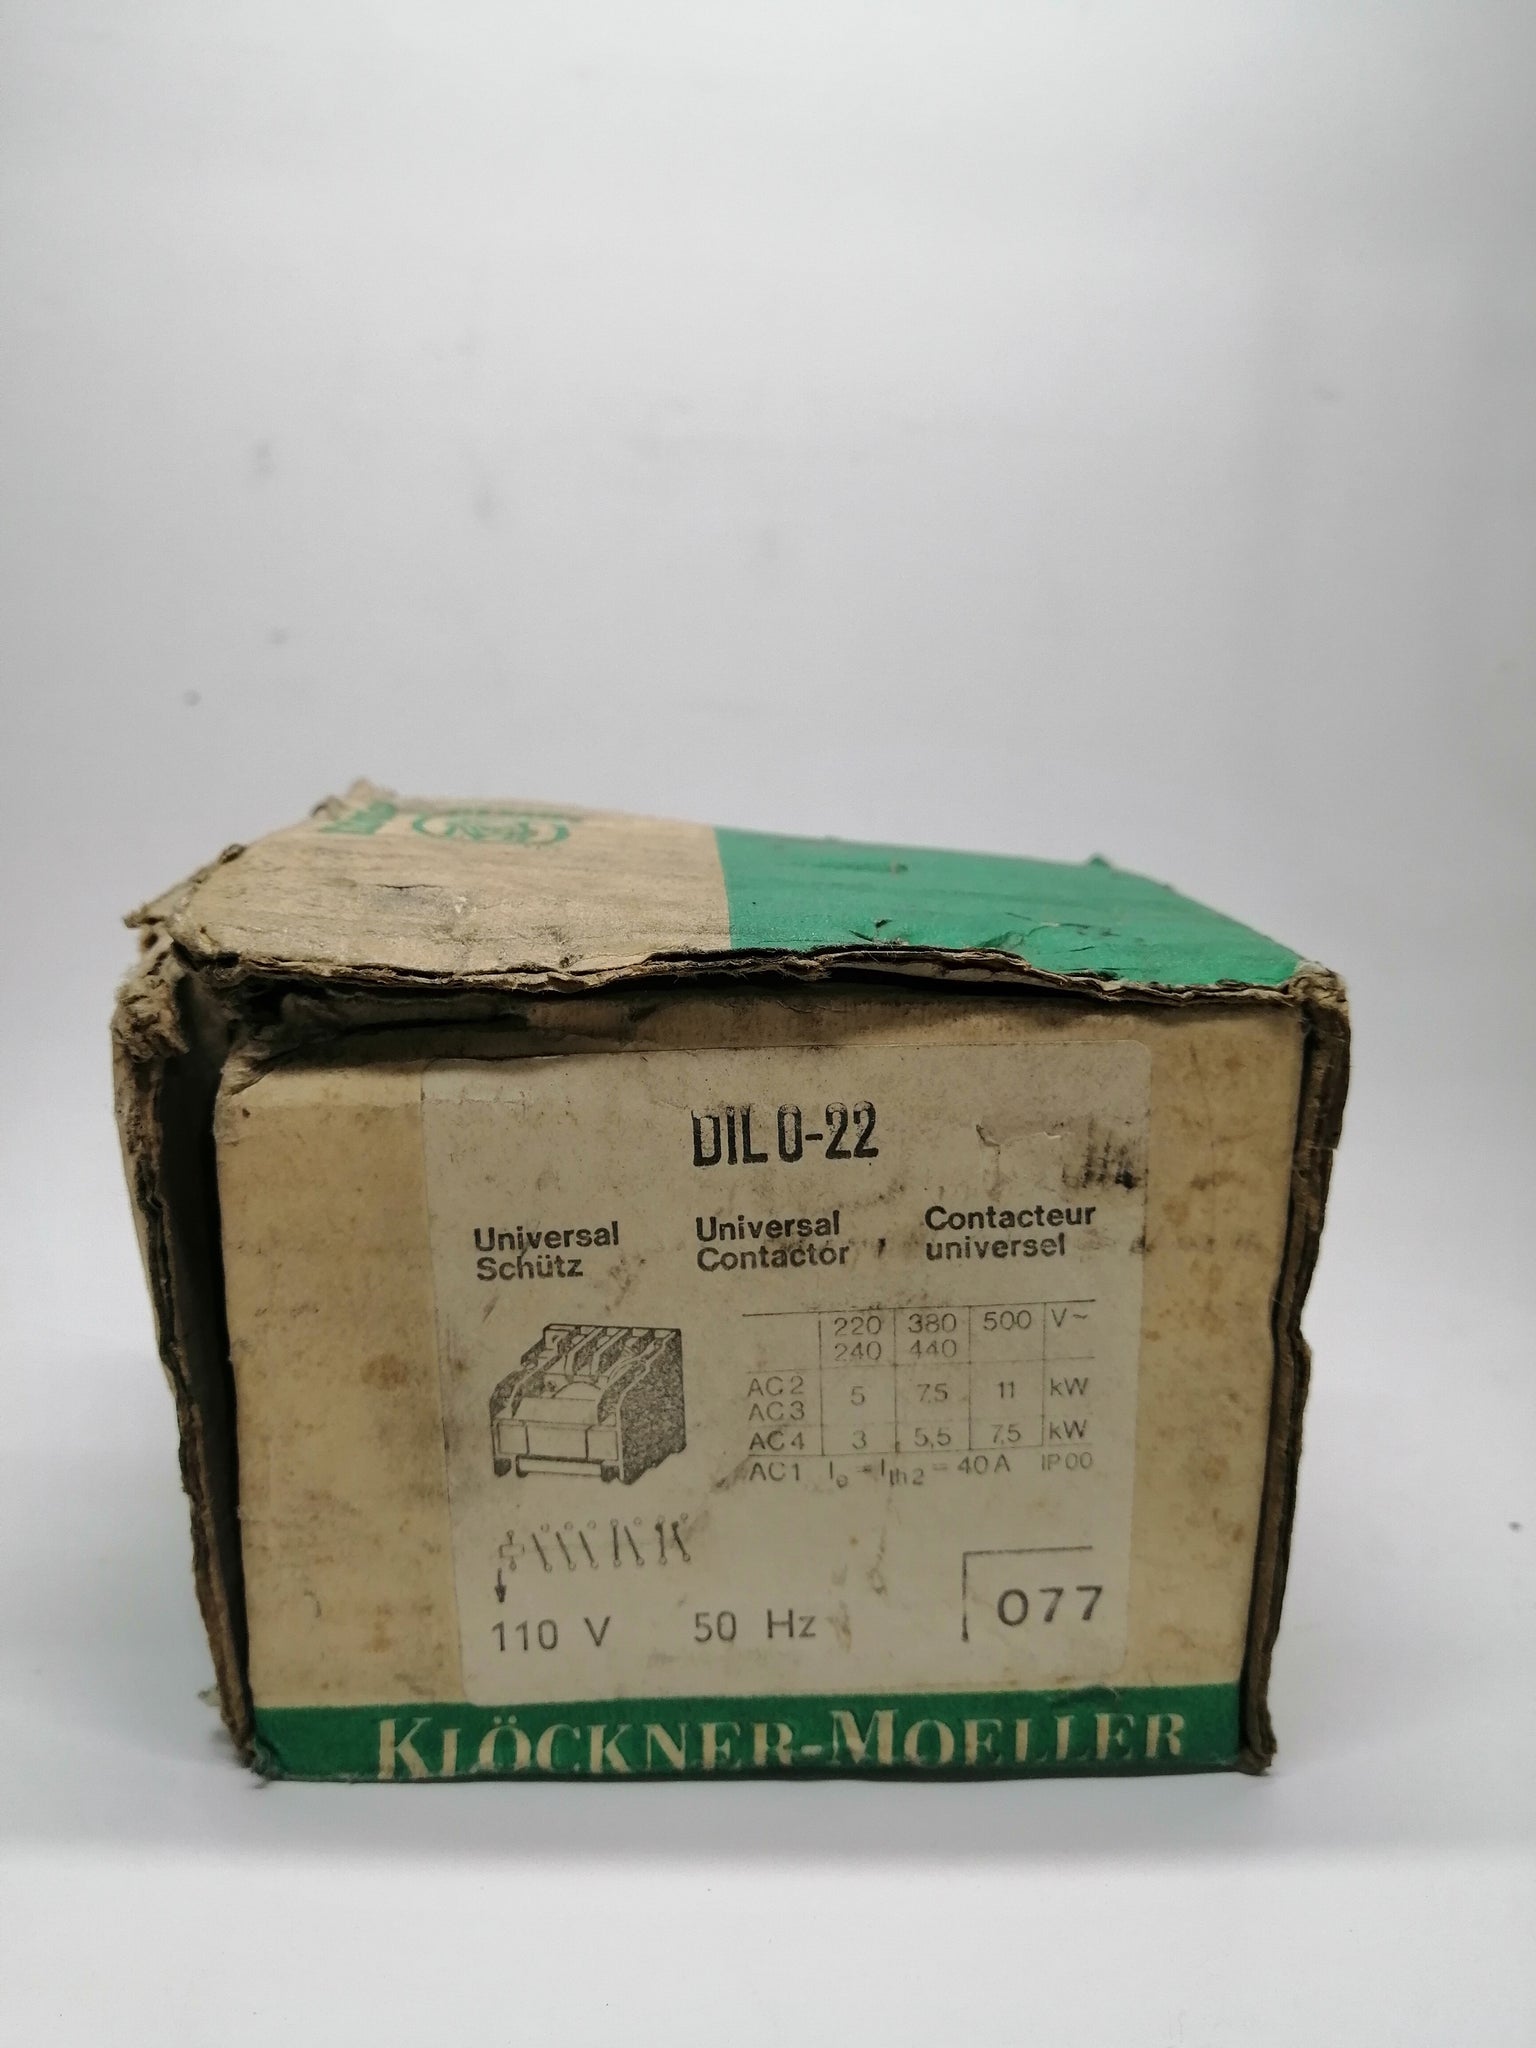 DIL 0-22
Universal Schütz
Universal Contactor
Contacteur universel
220 240 380 440 500 V~
AC2 AC3 5 7,5 11 kW
AC4 3 5,5 7,5 kW
AC1 Ie = Ith2 = 40A IP00
110 V 50 Hz
077
KLÖCKNER-MOELLER